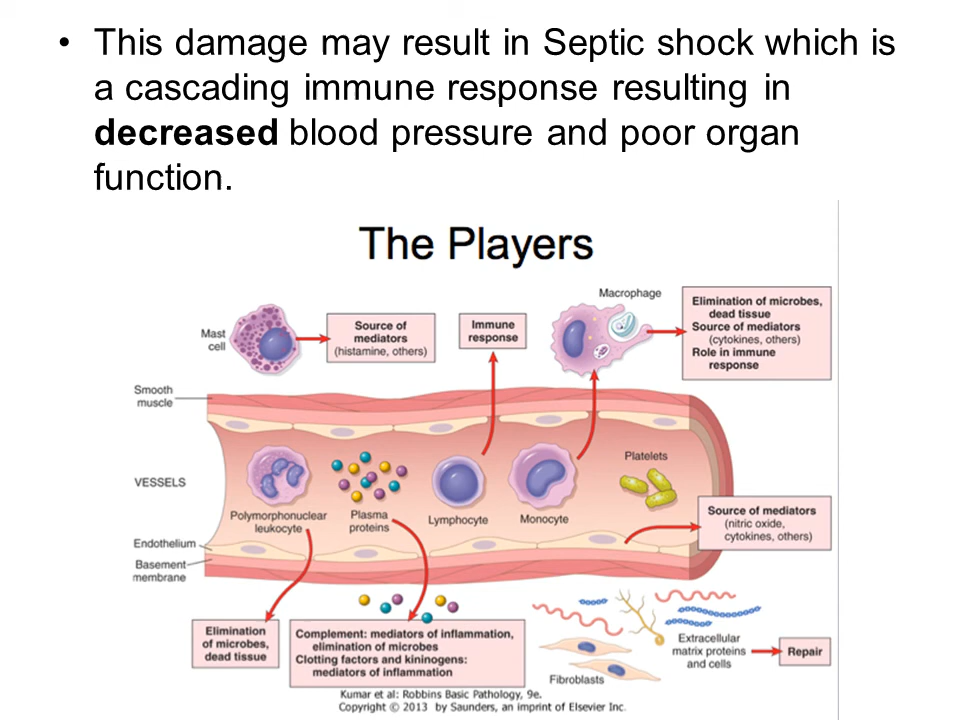 • This damage may result in Septic shock which is
a cascading immune response resulting in
decreased blood pressure and poor organ
function.
The Players
Mast
cell
Source of
mediators
(histamine, others)
Immune
response
Macrophage
Elimination of microbes,
dead tissue
Source of mediators
(cytokines, others)
Role in immune
response
Smooth
muscle
VESSELS
Polymorphonuclear
leukocyte
Plasma
proteins
Lymphocyte
Monocyte
Platelets
Source of mediators
(nitric oxide,
cytokines, others)
Endothelium
Basement
membrane
Elimination
of microbes,
dead tissue
Complement: mediators of inflammation,
elimination of microbes
Clotting factors and kininogens:
mediators of inflammation
Fibroblasts
Extracellular
matrix proteins
and cells
Repair
Kumar et al: Robbins Basic Pathology, 9e.
Copyright © 2013 by Saunders, an imprint of Elsevier Inc.